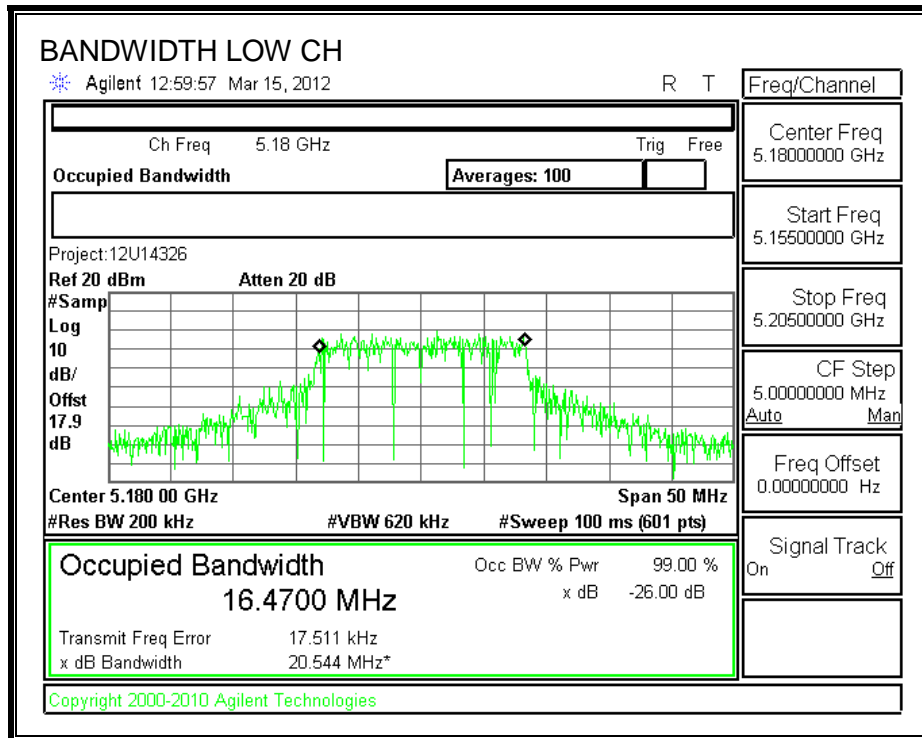 BANDWIDTH LOW CH
Agilent 12:59:57 Mar 15, 2012 R T
Freq/Channel
Ch Freq 5.18 GHz Trig Free
Occupied Bandwidth Averages: 100
Project:12U14326
Ref 20 dBm Atten 20 dB
#Samp
Log
10
dB/
Offst
17.9
dB
Center 5.180 00 GHz Span 50 MHz
#Res BW 200 kHz #VBW 620 kHz #Sweep 100 ms (601 pts)
Occupied Bandwidth
16.4700 MHz
Occ BW % Pwr 99.00 %
x dB -26.00 dB
Transmit Freq Error 17.511 kHz
x dB Bandwidth 20.544 MHz*
Copyright 2000-2010 Agilent Technologies
Center Freq
5.18000000 GHz
Start Freq
5.15500000 GHz
Stop Freq
5.20500000 GHz
CF Step
5.00000000 MHz
Auto Man
Freq Offset
0.00000000 Hz
Signal Track
On Off